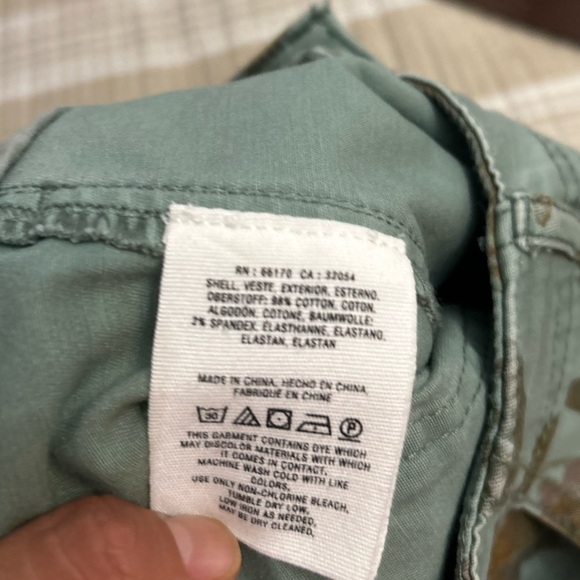 RN : 66170 CA : 32054
SHELL, VESTE, EXTERIOR, ESTERNO,
OBERSTOFF: 98% COTTON, COTON,
ALGODÓN, COTONE, BAUMWOLLE;
2% SPANDEX, ÉLASTHANNE, ELASTANO,
ELASTAN, ELASTAN
MADE IN CHINA, HECHO EN CHINA,
FABRIQUÉ EN CHINE
30 P
THIS GARMENT CONTAINS DYE WHICH
MAY DISCOLOR MATERIALS WITH WHICH
IT COMES IN CONTACT.
MACHINE WASH COLD WITH LIKE
COLORS.
USE ONLY NON-CHLORINE BLEACH.
TUMBLE DRY LOW.
LOW IRON AS NEEDED.
MAY BE DRY CLEANED.